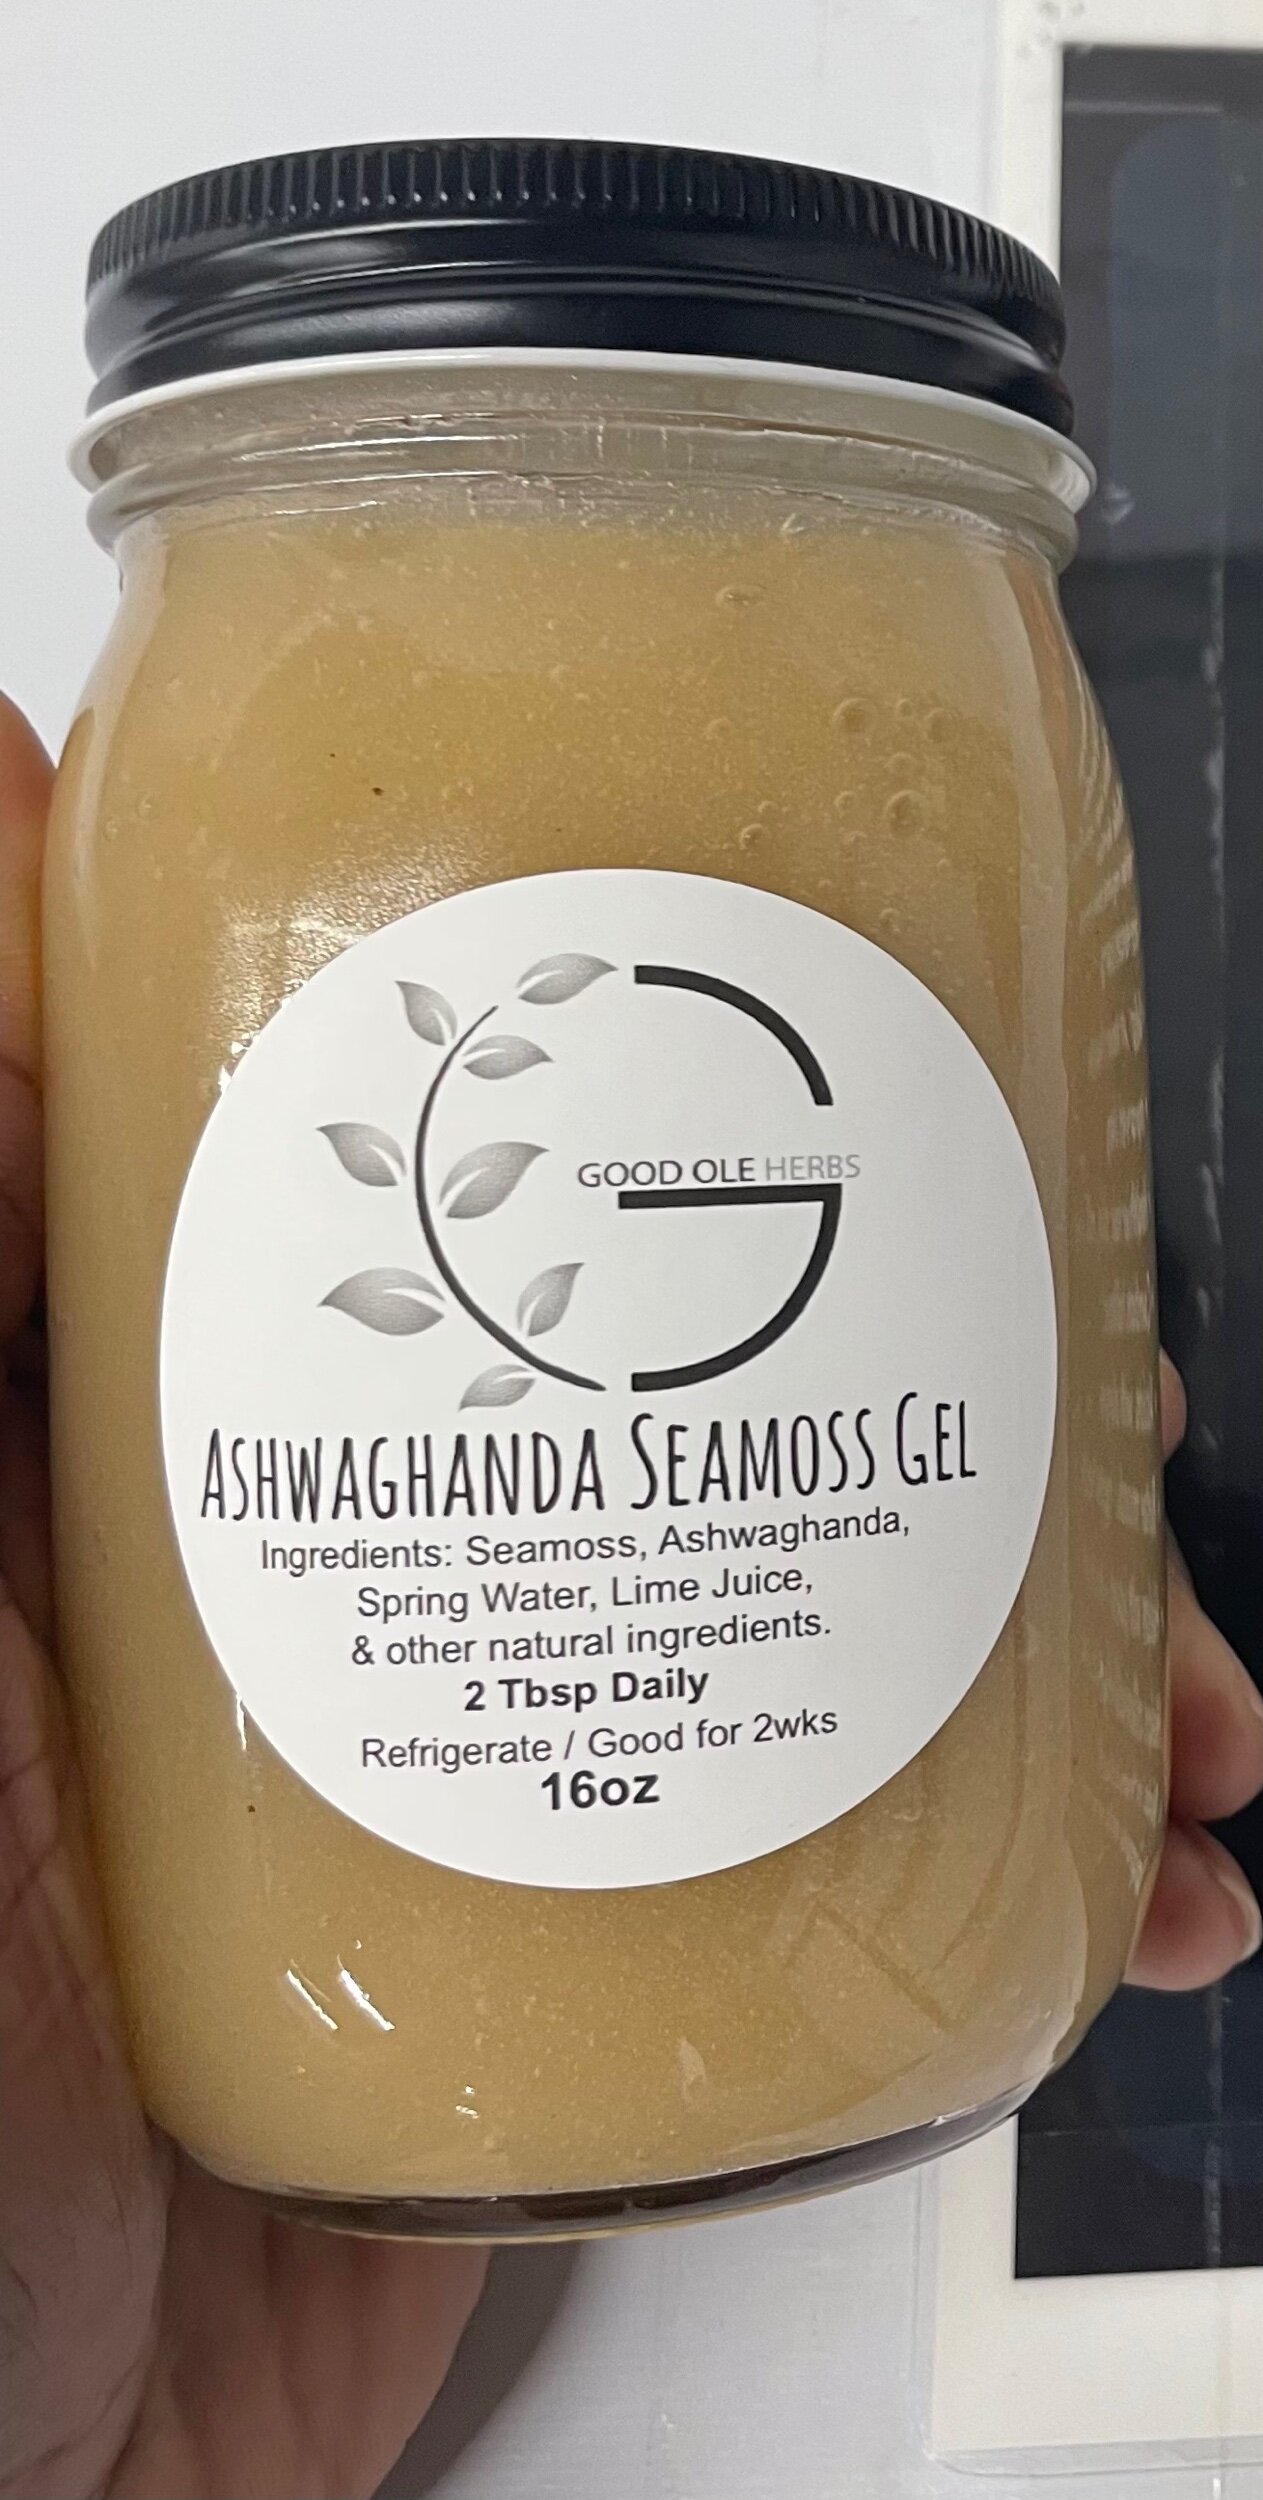 GOOD OLE HERBS
ASHWAGHANDA SEAMOSS GEL
Ingredients: Seamoss, Ashwaghanda,
Spring Water, Lime Juice,
& other natural ingredients.
2 Tbsp Daily
Refrigerate / Good for 2wks
16oz